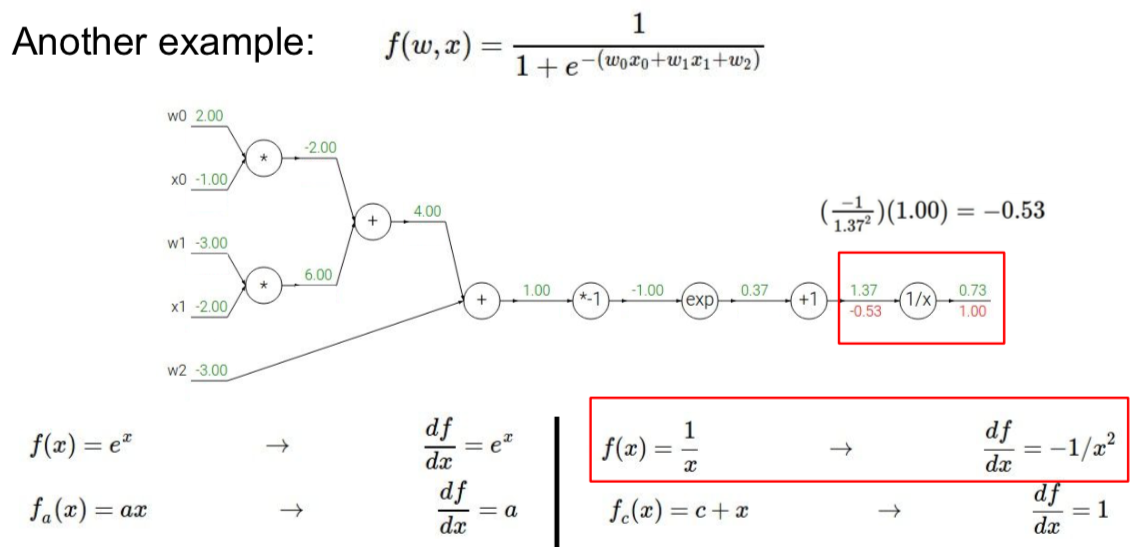 Another example: f(w, x) = \frac{1}{1 + e^{-(w_0x_0+w_1x_1+w_2)}}
w0 2.00
* -2.00
x0 -1.00
+ 4.00
(\frac{-1}{1.37^2})(1.00) = -0.53
w1 -3.00
* 6.00
x1 -2.00
+ 1.00 *-1 -1.00 exp 0.37 +1 1.37 1/x 0.73
-0.53 1.00
w2 -3.00
f(x) = e^x → \frac{df}{dx} = e^x
f(x) = \frac{1}{x} → \frac{df}{dx} = -1/x^2
f_a(x) = ax → \frac{df}{dx} = a
f_c(x) = c + x → \frac{df}{dx} = 1